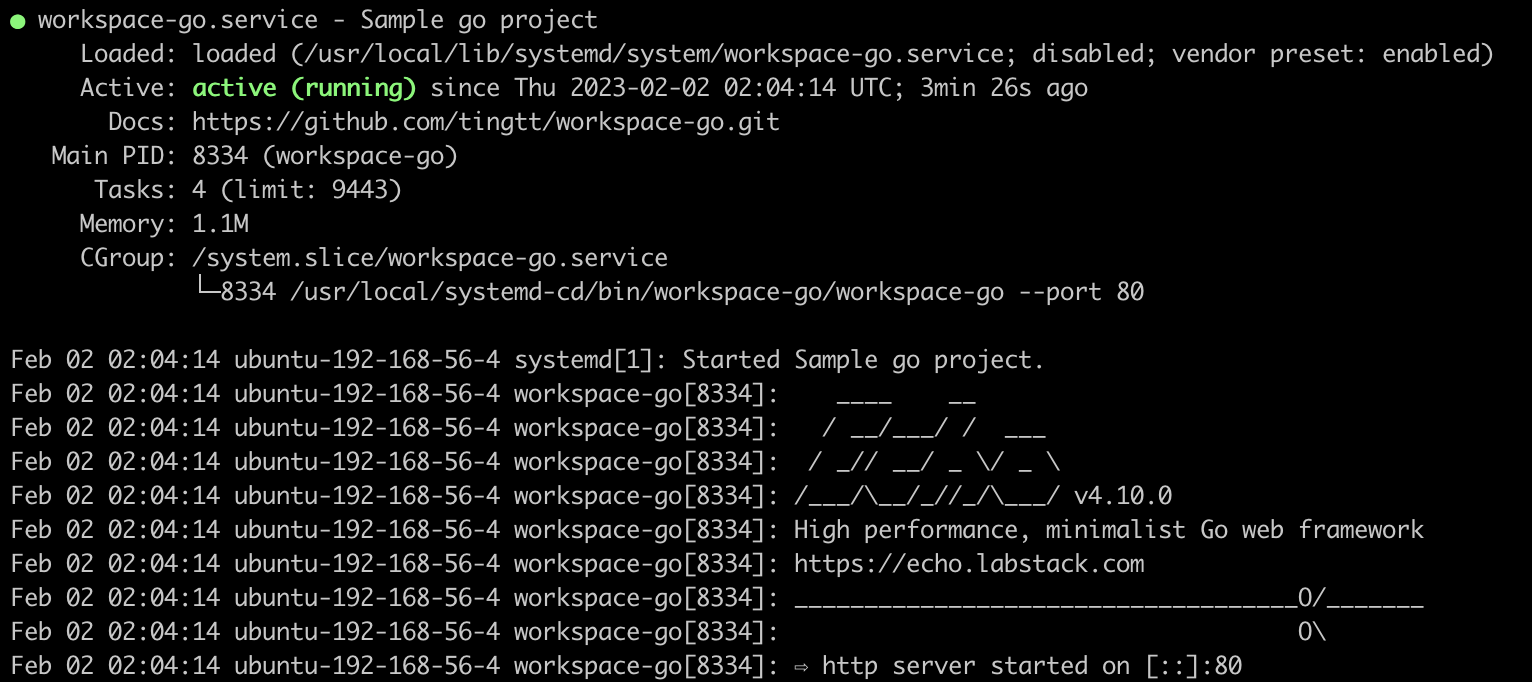 ● workspace-go.service - Sample go project
     Loaded: loaded (/usr/local/lib/systemd/system/workspace-go.service; disabled; vendor preset: enabled)
     Active: active (running) since Thu 2023-02-02 02:04:14 UTC; 3min 26s ago
       Docs: https://github.com/tingtt/workspace-go.git
   Main PID: 8334 (workspace-go)
      Tasks: 4 (limit: 9443)
     Memory: 1.1M
     CGroup: /system.slice/workspace-go.service
             └─8334 /usr/local/systemd-cd/bin/workspace-go/workspace-go --port 80

Feb 02 02:04:14 ubuntu-192-168-56-4 systemd[1]: Started Sample go project.
Feb 02 02:04:14 ubuntu-192-168-56-4 workspace-go[8334]:    ____    __
Feb 02 02:04:14 ubuntu-192-168-56-4 workspace-go[8334]:   / __/___/ /  ___
Feb 02 02:04:14 ubuntu-192-168-56-4 workspace-go[8334]:  / _// __/ _ \/ _ \
Feb 02 02:04:14 ubuntu-192-168-56-4 workspace-go[8334]: /___/\__/_//_/\___/ v4.10.0
Feb 02 02:04:14 ubuntu-192-168-56-4 workspace-go[8334]: High performance, minimalist Go web framework
Feb 02 02:04:14 ubuntu-192-168-56-4 workspace-go[8334]: https://echo.labstack.com
Feb 02 02:04:14 ubuntu-192-168-56-4 workspace-go[8334]: ____________________________________O/_______
Feb 02 02:04:14 ubuntu-192-168-56-4 workspace-go[8334]:                                     O\
Feb 02 02:04:14 ubuntu-192-168-56-4 workspace-go[8334]: ⇨ http server started on [::]:80